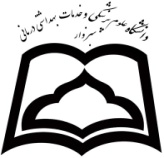 دانشگاه علوم پزشکی و خدمات بهداشتی درمانی
سبزوار